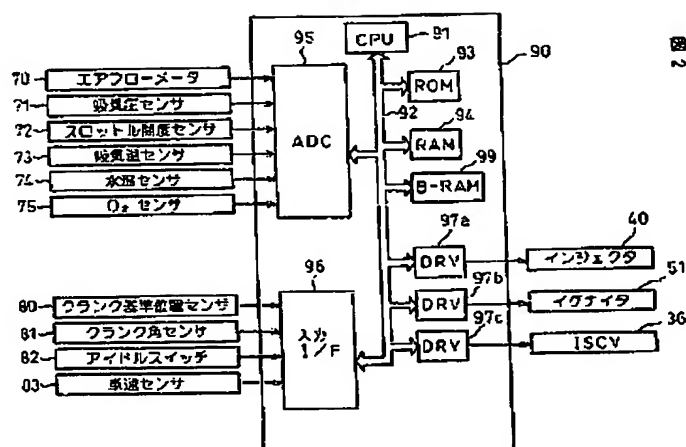 図2
CPU
91
90
95
93
70
エアフローメータ
ROM
71
吸気圧センサ
92
94
72
スロットル開度センサ
ADC
RAM
73
吸気温センサ
99
74
水温センサ
B-RAM
75
O₂ センサ
97a
40
DRV
インジェクタ
96
97b
51
80
クランク基準位置センサ
DRV
イグナイタ
81
クランク角センサ
入力
I/F
97c
36
82
アイドルスイッチ
DRV
ISCV
83
車速センサ